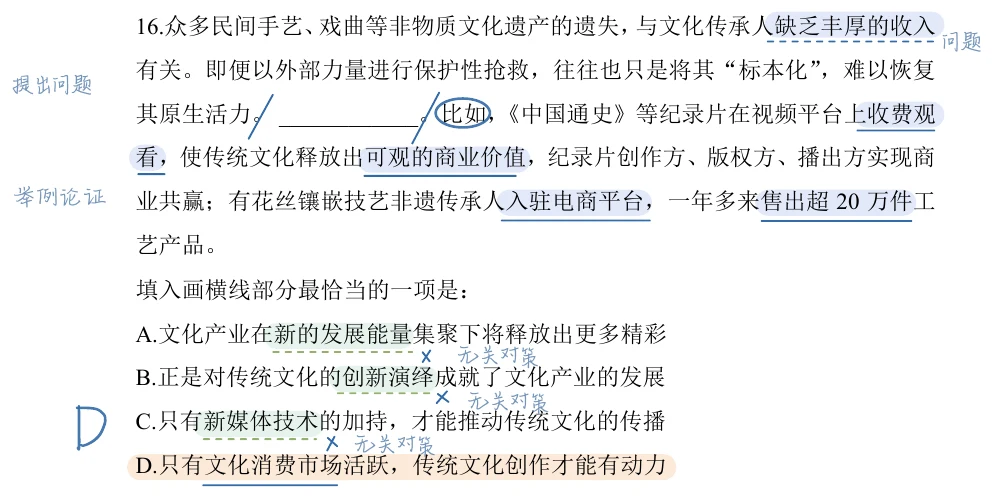 16.众多民间手艺、戏曲等非物质文化遗产的遗失，与文化传承人缺乏丰厚的收入
问题
有关。即便以外部力量进行保护性抢救，往往也只是将其“标本化”，难以恢复
提出问题
其原生活力。____________。比如，《中国通史》等纪录片在视频平台上收费观
看，使传统文化释放出可观的商业价值，纪录片创作方、版权方、播出方实现商
举例论证
业共赢；有花丝镶嵌技艺非遗传承人入驻电商平台，一年多来售出超 20 万件工
艺产品。
填入画横线部分最恰当的一项是：
A.文化产业在新的发展能量集聚下将释放出更多精彩
× 无关对策
B.正是对传统文化的创新演绎成就了文化产业的发展
× 无关对策
C.只有新媒体技术的加持，才能推动传统文化的传播
× 无关对策
D
D.只有文化消费市场活跃，传统文化创作才能有动力